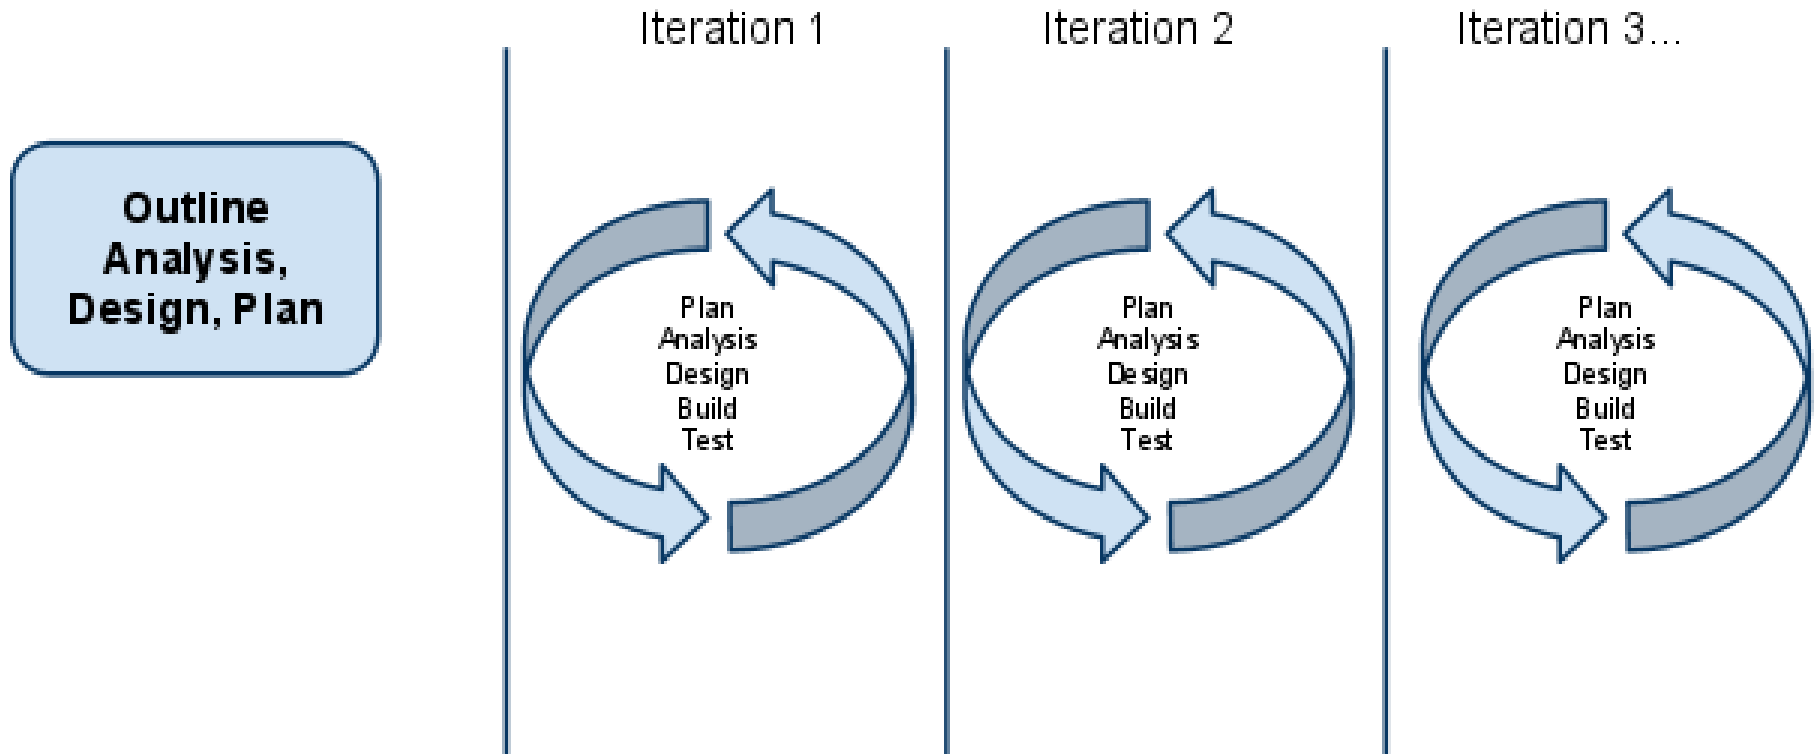 Iteration 1
Iteration 2
Iteration 3...
Outline
Analysis,
Design, Plan
Plan
Analysis
Design
Build
Test
Plan
Analysis
Design
Build
Test
Plan
Analysis
Design
Build
Test